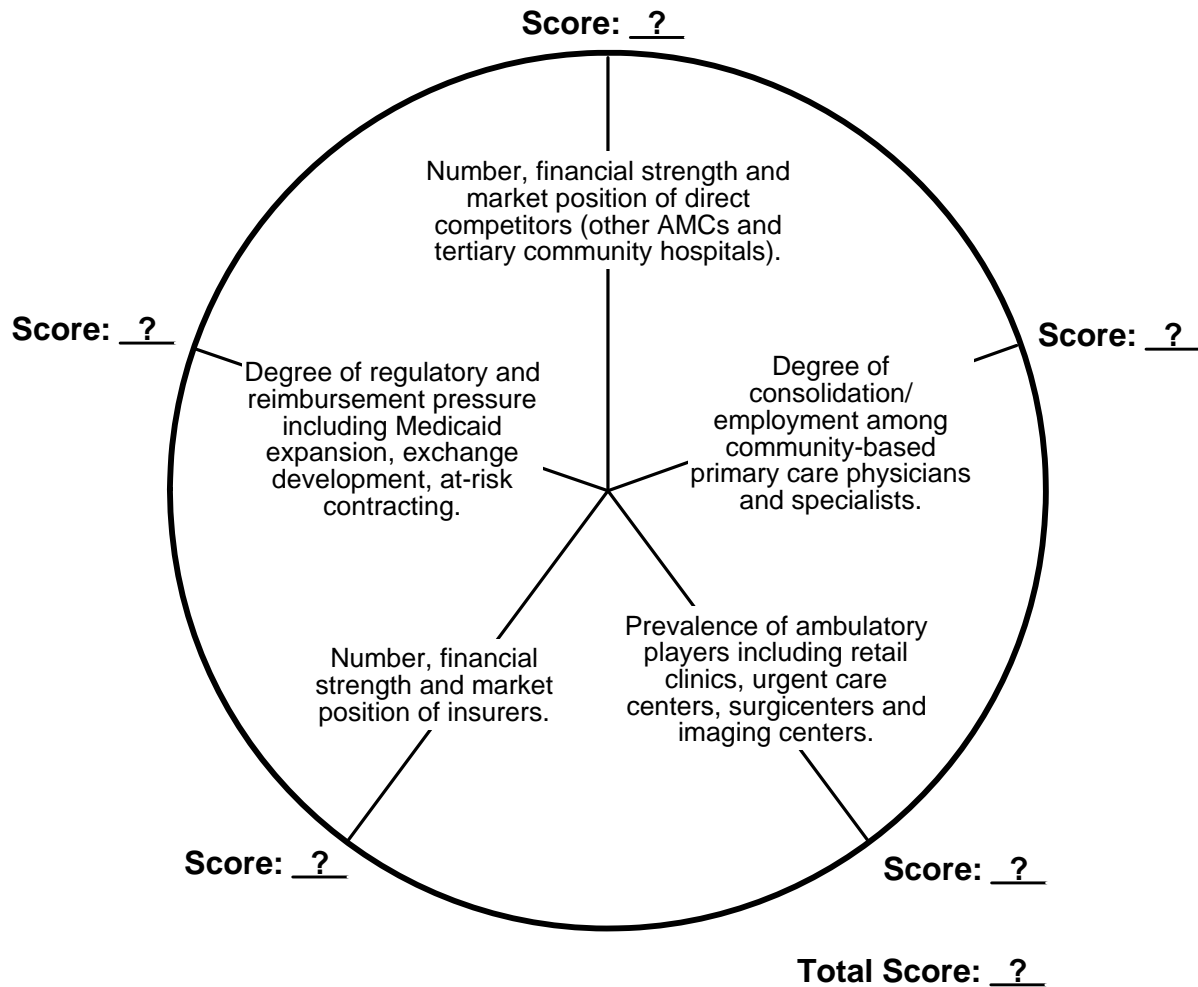 Score: ?
Number, financial strength and
market position of direct
competitors (other AMCs and
tertiary community hospitals).
Score: ?
Score: ?
Degree of regulatory and
reimbursement pressure
including Medicaid
expansion, exchange
development, at-risk
contracting.
Degree of
consolidation/
employment among
community-based
primary care physicians
and specialists.
Number, financial
strength and market
position of insurers.
Prevalence of ambulatory
players including retail
clinics, urgent care
centers, surgicenters and
imaging centers.
Score: ?
Score: ?
Total Score: ?